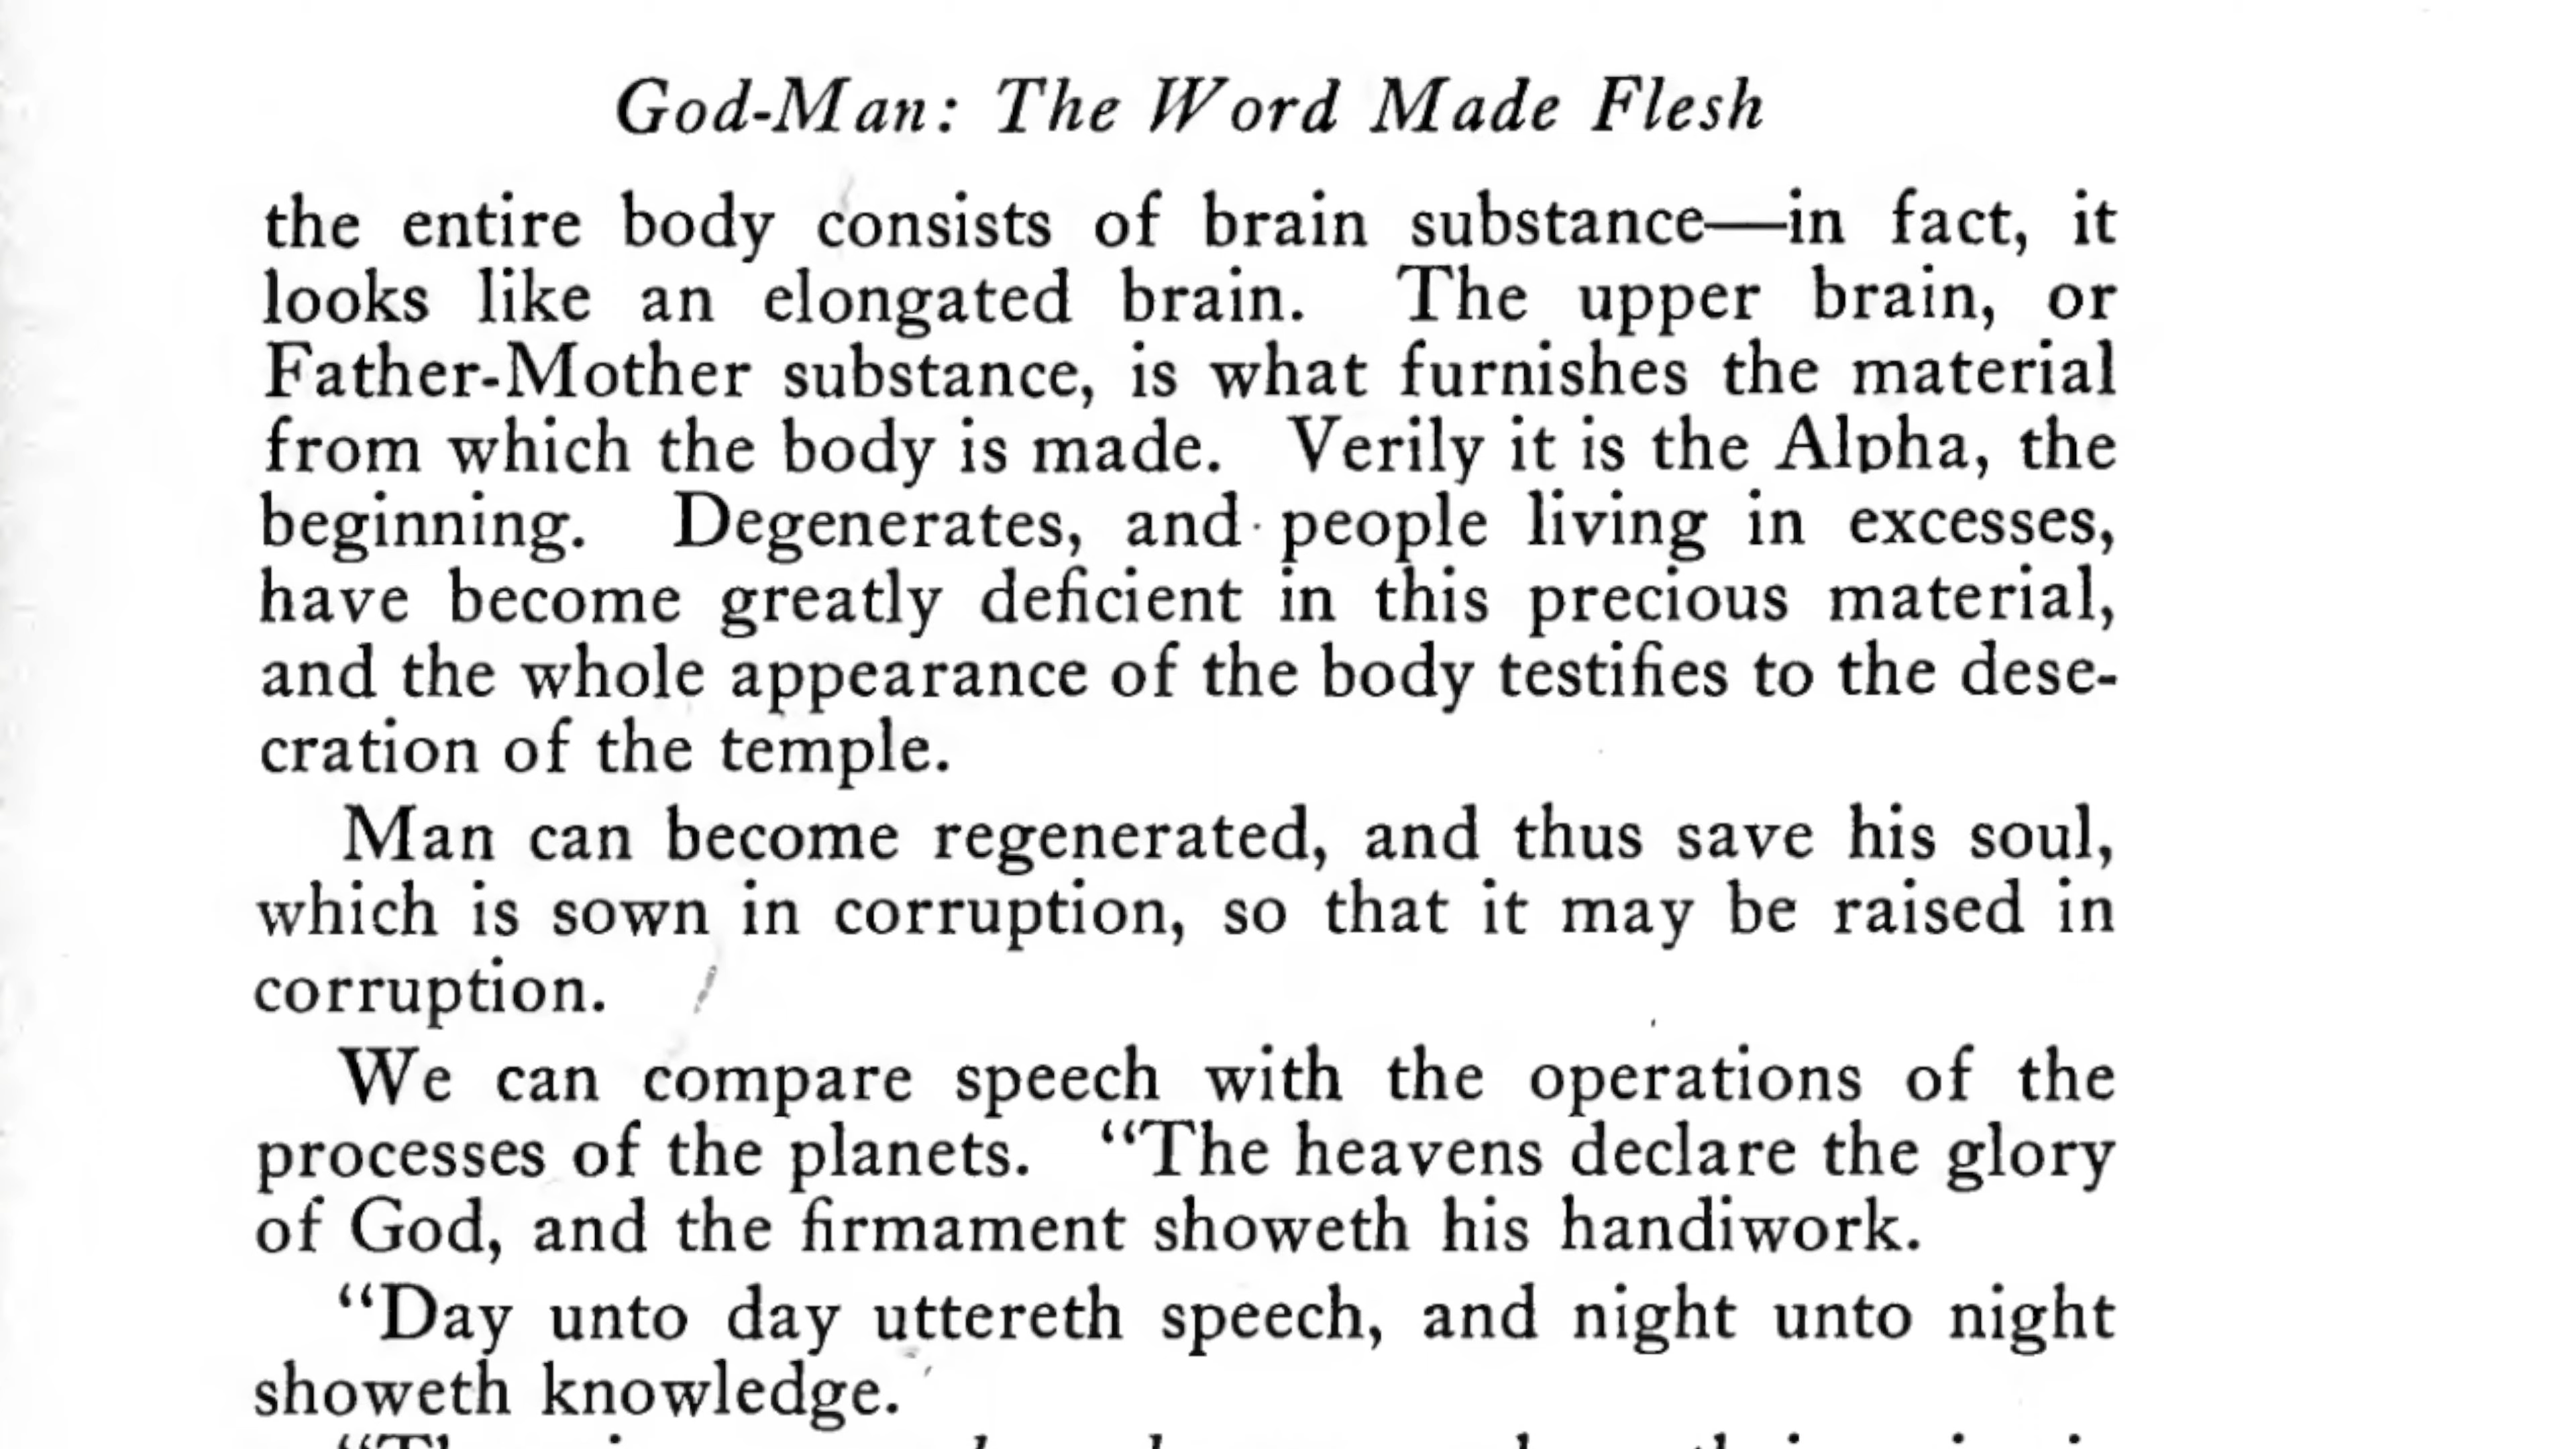 God-Man: The Word Made Flesh
the entire body consists of brain substance—in fact, it
looks like an elongated brain. The upper brain, or
Father-Mother substance, is what furnishes the material
from which the body is made. Verily it is the Alpha, the
beginning. Degenerates, and people living in excesses,
have become greatly deficient in this precious material,
and the whole appearance of the body testifies to the dese-
cration of the temple.
Man can become regenerated, and thus save his soul,
which is sown in corruption, so that it may be raised in
corruption.
We can compare speech with the operations of the
processes of the planets. "The heavens declare the glory
of God, and the firmament showeth his handiwork.
"Day unto day uttereth speech, and night unto night
showeth knowledge.